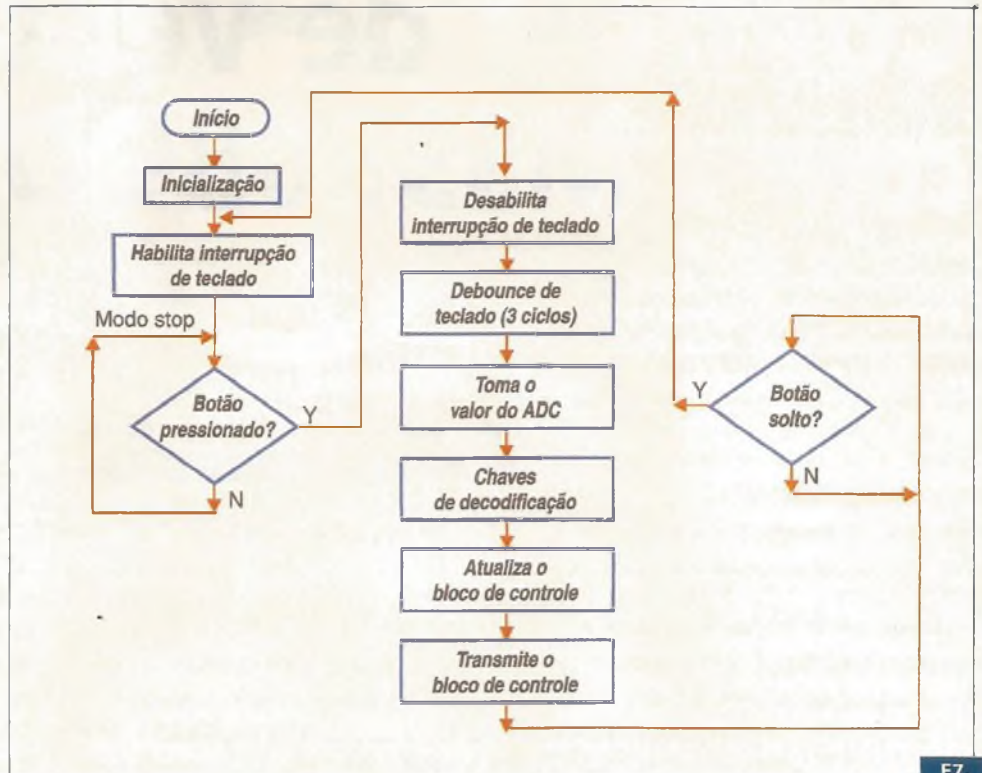 Início
Inicialização
Habilita interrupção
de teclado
Modo stop
Botão
pressionado?
Y
N
Desabilita
interrupção de teclado
Debounce de
teclado (3 ciclos)
Toma o
valor do ADC
Chaves
de decodificação
Atualiza o
bloco de controle
Transmite o
bloco de controle
Y
Botão
solto?
N
F7